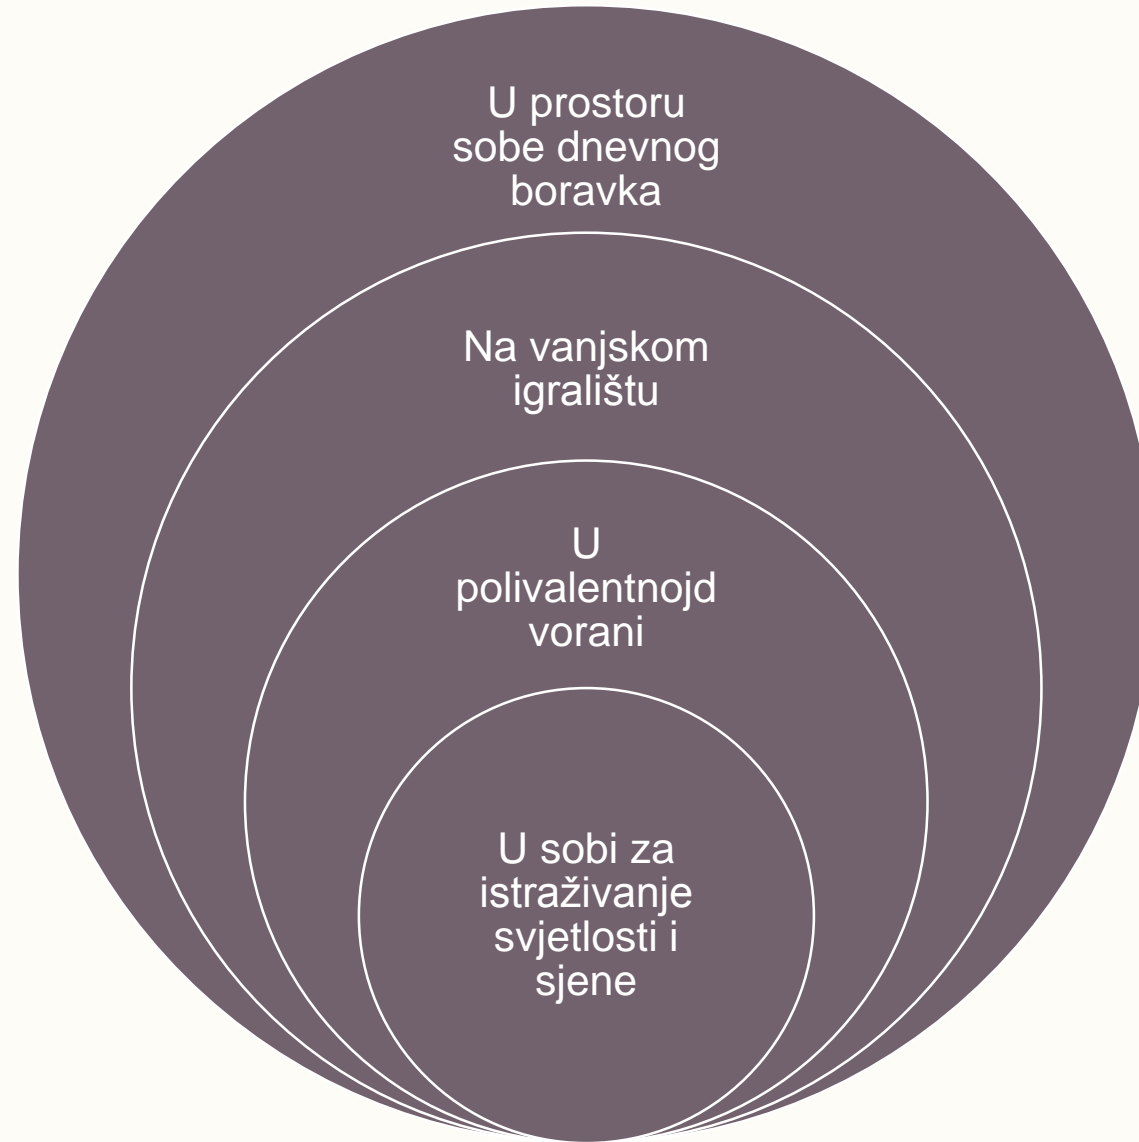 U prostoru
sobe dnevnog
boravka
Na vanjskom
igralištu
U
polivalentnojd
vorani
U sobi za
istraživanje
svjetlosti i
sjene